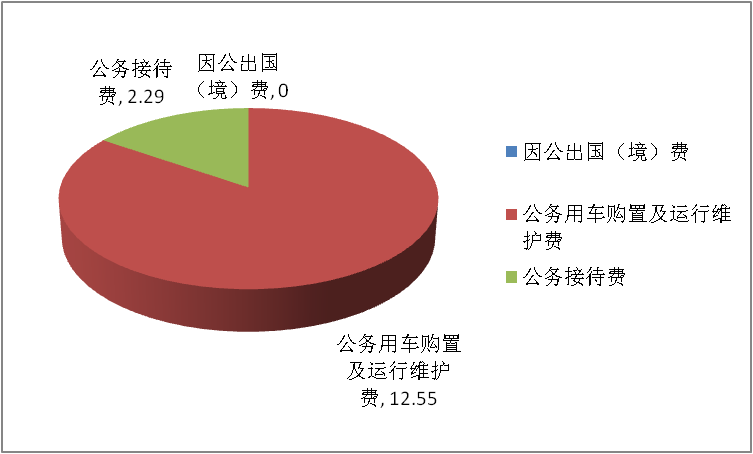 公务接待
费, 2.29
因公出国
（境）费, 0
公务用车购置
及运行维护
费, 12.55
因公出国（境）费
公务用车购置及运行维
护费
公务接待费